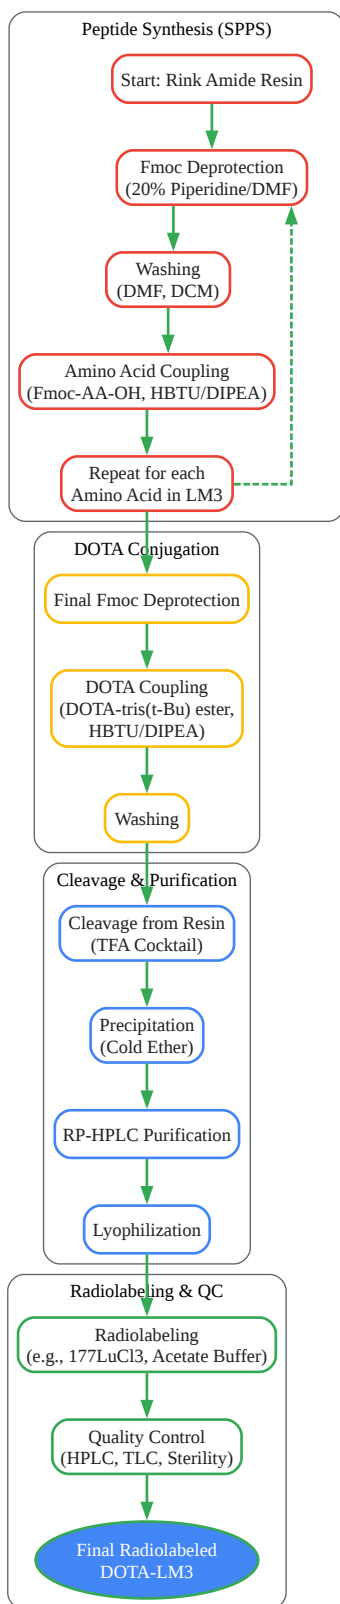 Peptide Synthesis (SPPS)
Start: Rink Amide Resin
Fmoc Deprotection
(20% Piperidine/DMF)
Washing
(DMF, DCM)
Amino Acid Coupling
(Fmoc-AA-OH, HBTU/DIPEA)
Repeat for each
Amino Acid in LM3
DOTA Conjugation
Final Fmoc Deprotection
DOTA Coupling
(DOTA-tris(t-Bu) ester,
HBTU/DIPEA)
Washing
Cleavage & Purification
Cleavage from Resin
(TFA Cocktail)
Precipitation
(Cold Ether)
RP-HPLC Purification
Lyophilization
Radiolabeling & QC
Radiolabeling
(e.g., 177LuCl3, Acetate Buffer)
Quality Control
(HPLC, TLC, Sterility)
Final Radiolabeled
DOTA-LM3